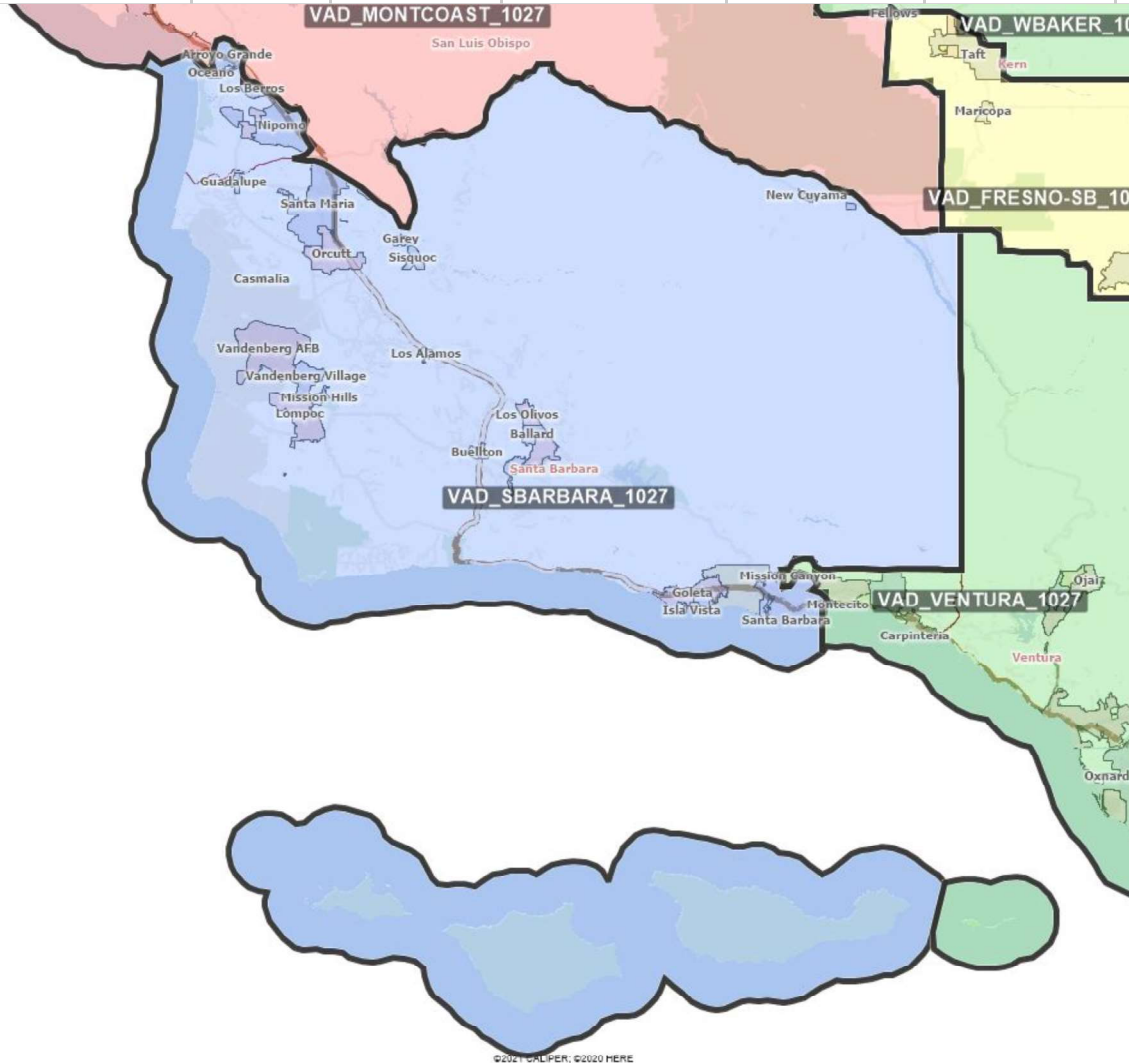 VAD_MONTCOAST_1027
Fellows
VAD_WBAKER_10
San Luis Obispo
Arroyo Grande
Taft
Kern
Oceano
Los Berros
Maricopa
Nipomo
Guadalupe
New Cuyama
VAD_FRESNO-SB_10
Santa Maria
Garey
Orcutt
Sisquoc
Casmalia
Vandenberg AFB
Los Alamos
Vandenberg Village
Mission Hills
Lompoc
Los Olivos
Ballard
Buellton
Santa Barbara
VAD_SBARBARA_1027
Mission Canyon
Ojai
Goleta
Montecito
VAD_VENTURA_1027
Isla Vista
Santa Barbara
Carpinteria
Ventura
Oxnard
©2021 CALIPER; ©2020 HERE